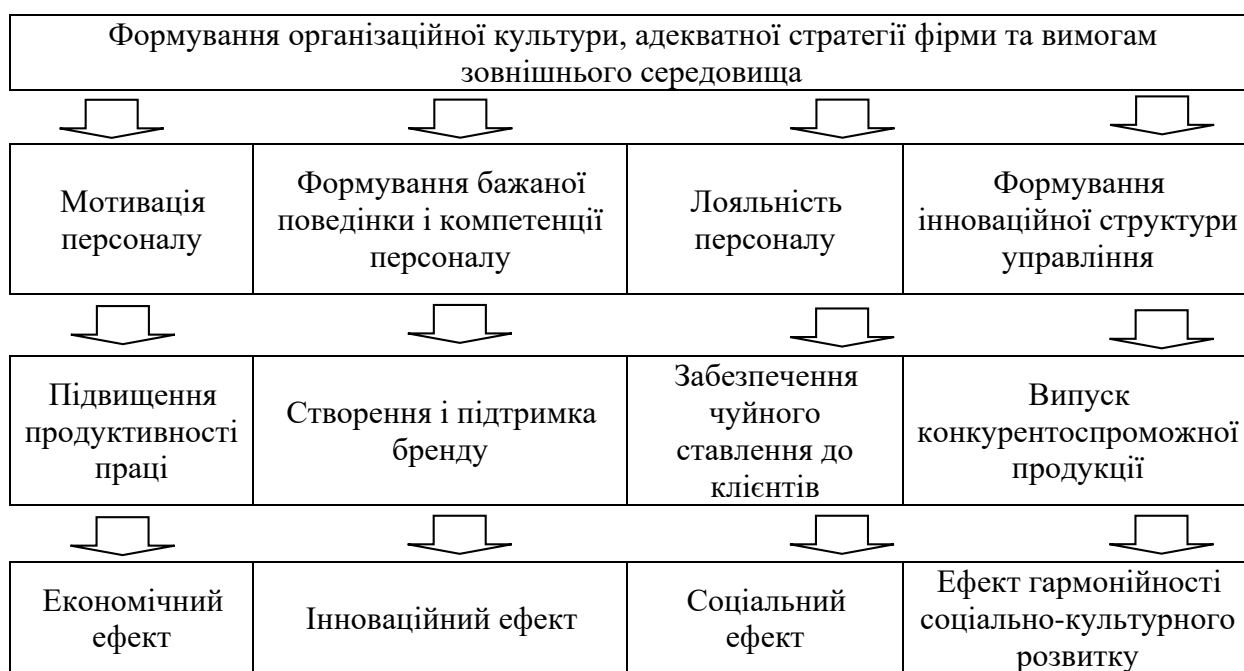 Формування організаційної культури, адекватної стратегії фірми та вимогам
зовнішнього середовища
Мотивація
персоналу
Формування бажаної
поведінки і компетенції
персоналу
Лояльність
персоналу
Формування
інноваційної структури
управління
Підвищення
продуктивності
праці
Створення і підтримка
бренду
Забезпечення
чуйного
ставлення до
клієнтів
Випуск
конкурентоспроможної
продукції
Економічний
ефект
Інноваційний ефект
Соціальний
ефект
Ефект гармонійності
соціально-культурного
розвитку